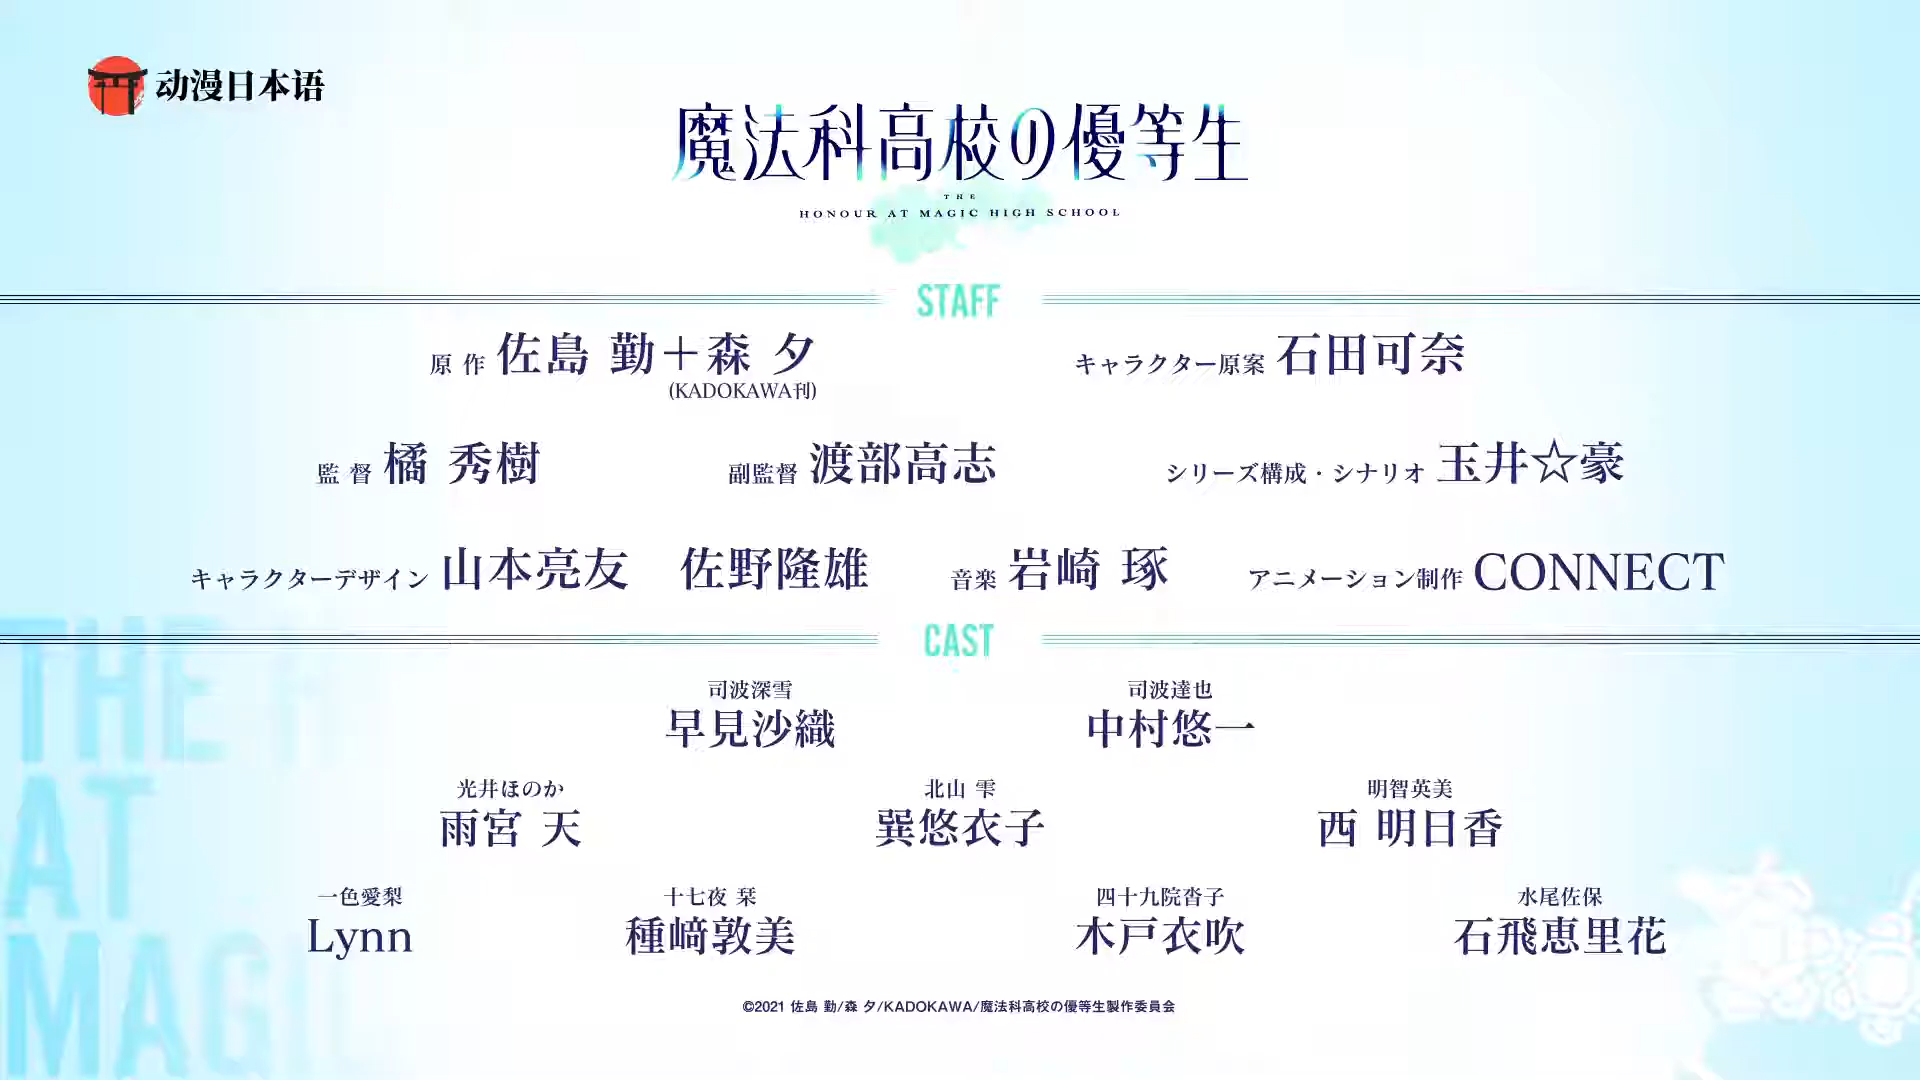 动漫日本语
魔法科高校の優等生
THE
HONOUR AT MAGIC HIGH SCHOOL
STAFF
原作 佐島 勤＋森 夕 キャラクター原案 石田可奈
(KADOKAWA刊)
監督 橘 秀樹 副監督 渡部高志 シリーズ構成・シナリオ 玉井☆豪
キャラクターデザイン 山本亮友 佐野隆雄 音楽 岩崎 琢 アニメーション制作 CONNECT
CAST
司波深雪 司波達也
早見沙織 中村悠一
光井ほのか 北山 雫 明智英美
雨宮 天 巽悠衣子 西 明日香
一色愛梨 十七夜 栞 四十九院沓子 水尾佐保
Lynn 種﨑敦美 木戸衣吹 石飛恵里花
©2021 佐島 勤/森 夕/KADOKAWA/魔法科高校の優等生製作委員会
THE H
AT
MAGI